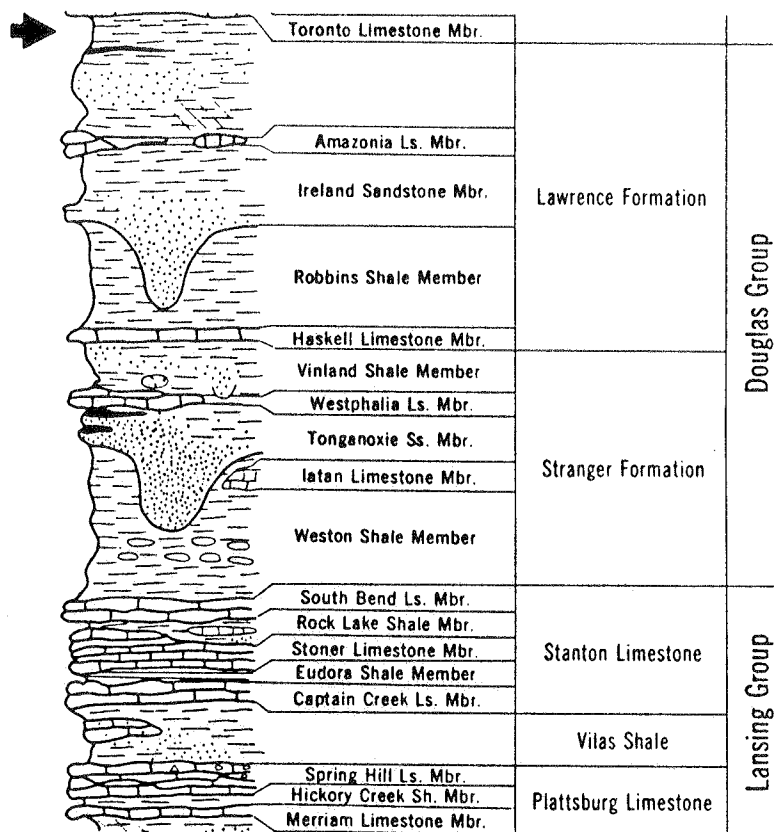 Toronto Limestone Mbr.
Amazonia Ls. Mbr.
Ireland Sandstone Mbr.
Robbins Shale Member
Haskell Limestone Mbr.
Vinland Shale Member
Westphalia Ls. Mbr.
Tonganoxie Ss. Mbr.
Iatan Limestone Mbr.
Weston Shale Member
South Bend Ls. Mbr.
Rock Lake Shale Mbr.
Stoner Limestone Mbr.
Eudora Shale Member
Captain Creek Ls. Mbr.
Spring Hill Ls. Mbr.
Hickory Creek Sh. Mbr.
Merriam Limestone Mbr.
Lawrence Formation
Stranger Formation
Stanton Limestone
Vilas Shale
Plattsburg Limestone
Douglas Group
Lansing Group